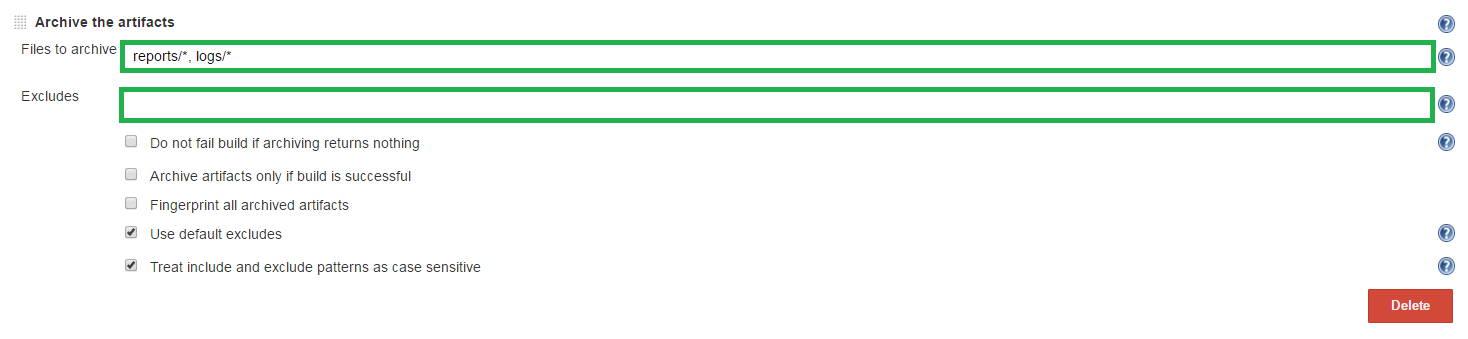 Archive the artifacts
Files to archive
reports/*, logs/*
Excludes
Do not fail build if archiving returns nothing
Archive artifacts only if build is successful
Fingerprint all archived artifacts
Use default excludes
Treat include and exclude patterns as case sensitive
Delete